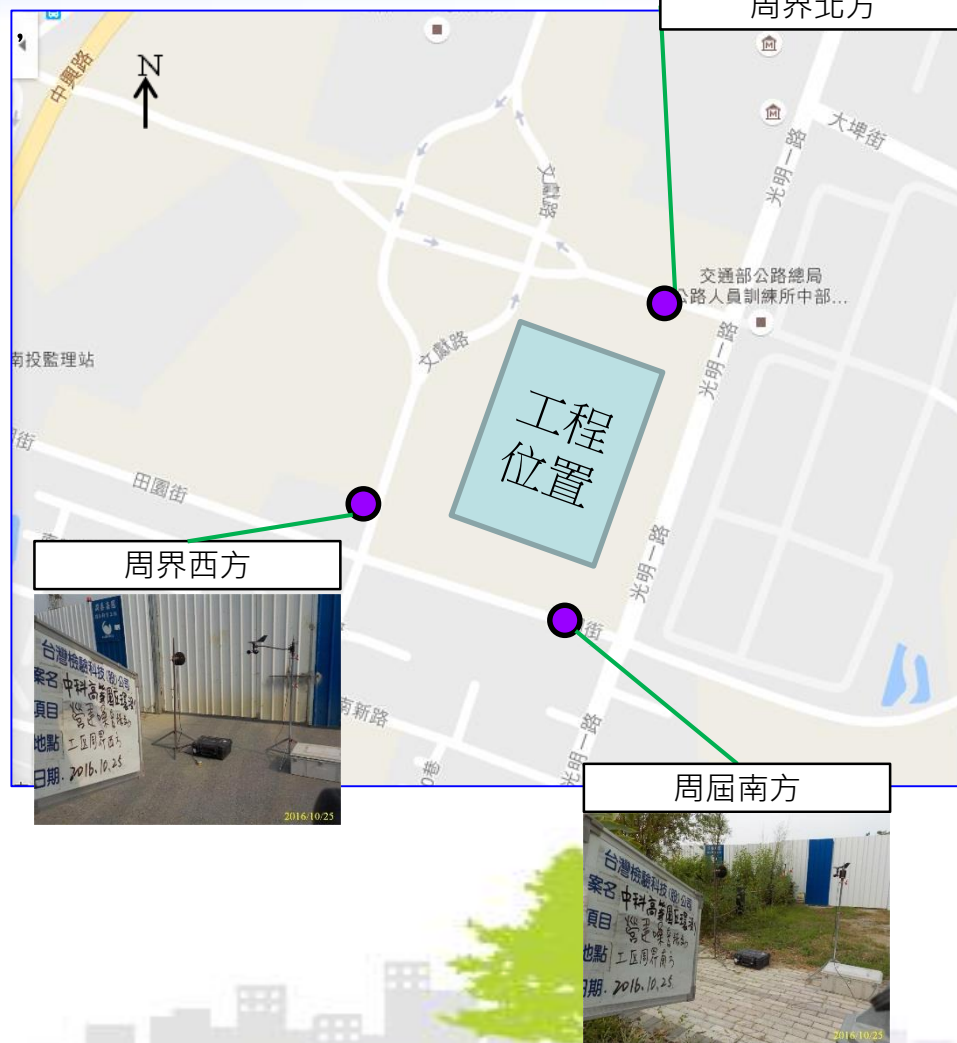 周界北方
N
中興路
大埤街
光明一路
文獻路
交通部公路總局
公路人員訓練所中部...
光明一路
文獻路
南投監理站
工程
位置
街
田園街
南
光明一路
周界西方
街
南新路
0巷
光明一路
台灣檢驗科技(股)公司
案名 中科高等園區環測
項目 營建噪音振動
地點 工區周界西方
日期. 2016.10.25
2016/10/25
周屆南方
台灣檢驗科技(股)公司
案名 中科高等園區環測
項目 營建噪音振動
地點 工區周界南方
日期. 2016.10.25
2016/10/25